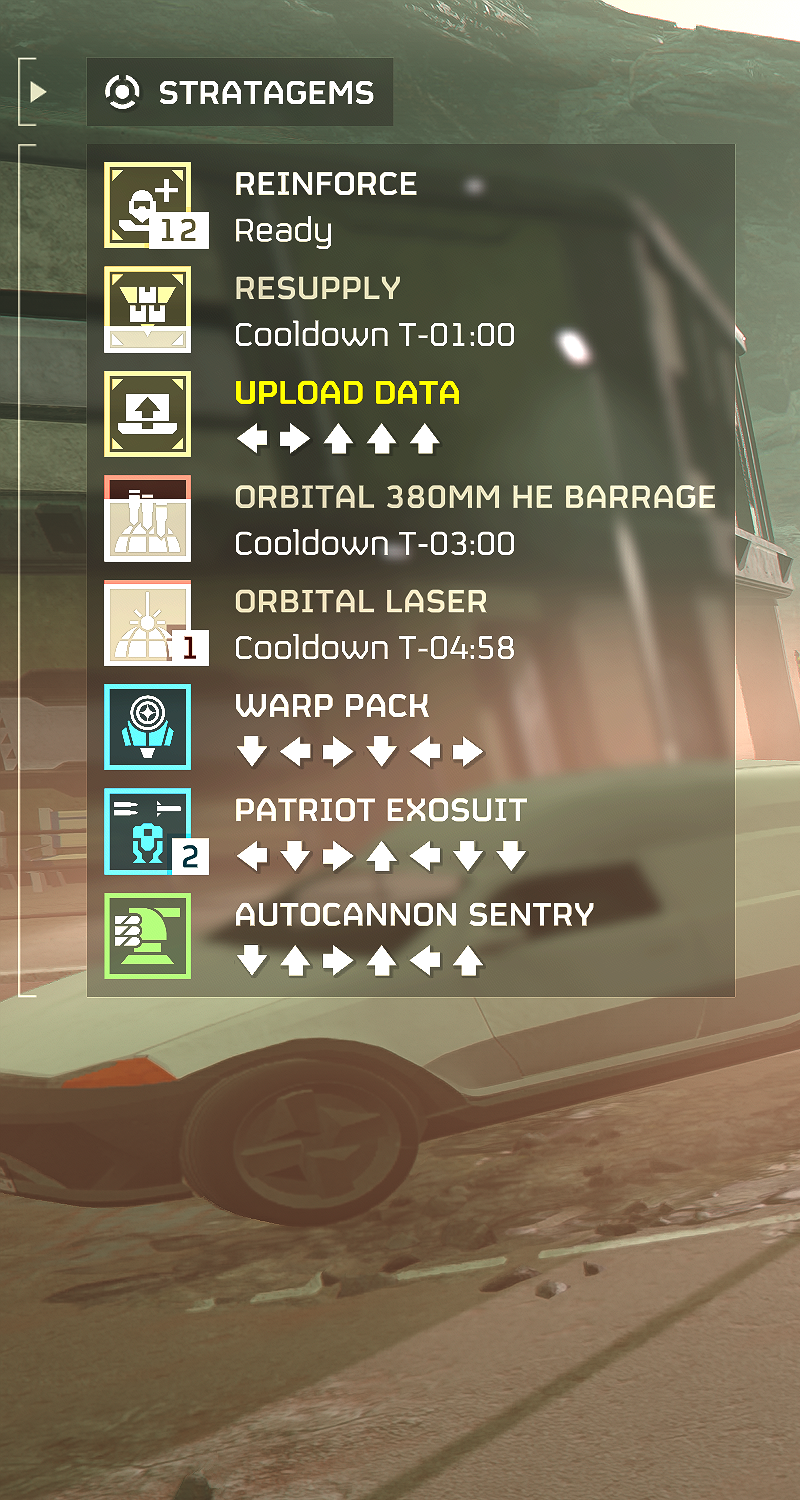 STRATAGEMS
REINFORCE
12
Ready
RESUPPLY
Cooldown T-01:00
UPLOAD DATA
ORBITAL 380MM HE BARRAGE
Cooldown T-03:00
ORBITAL LASER
1
Cooldown T-04:58
WARP PACK
PATRIOT EXOSUIT
2
AUTOCANNON SENTRY